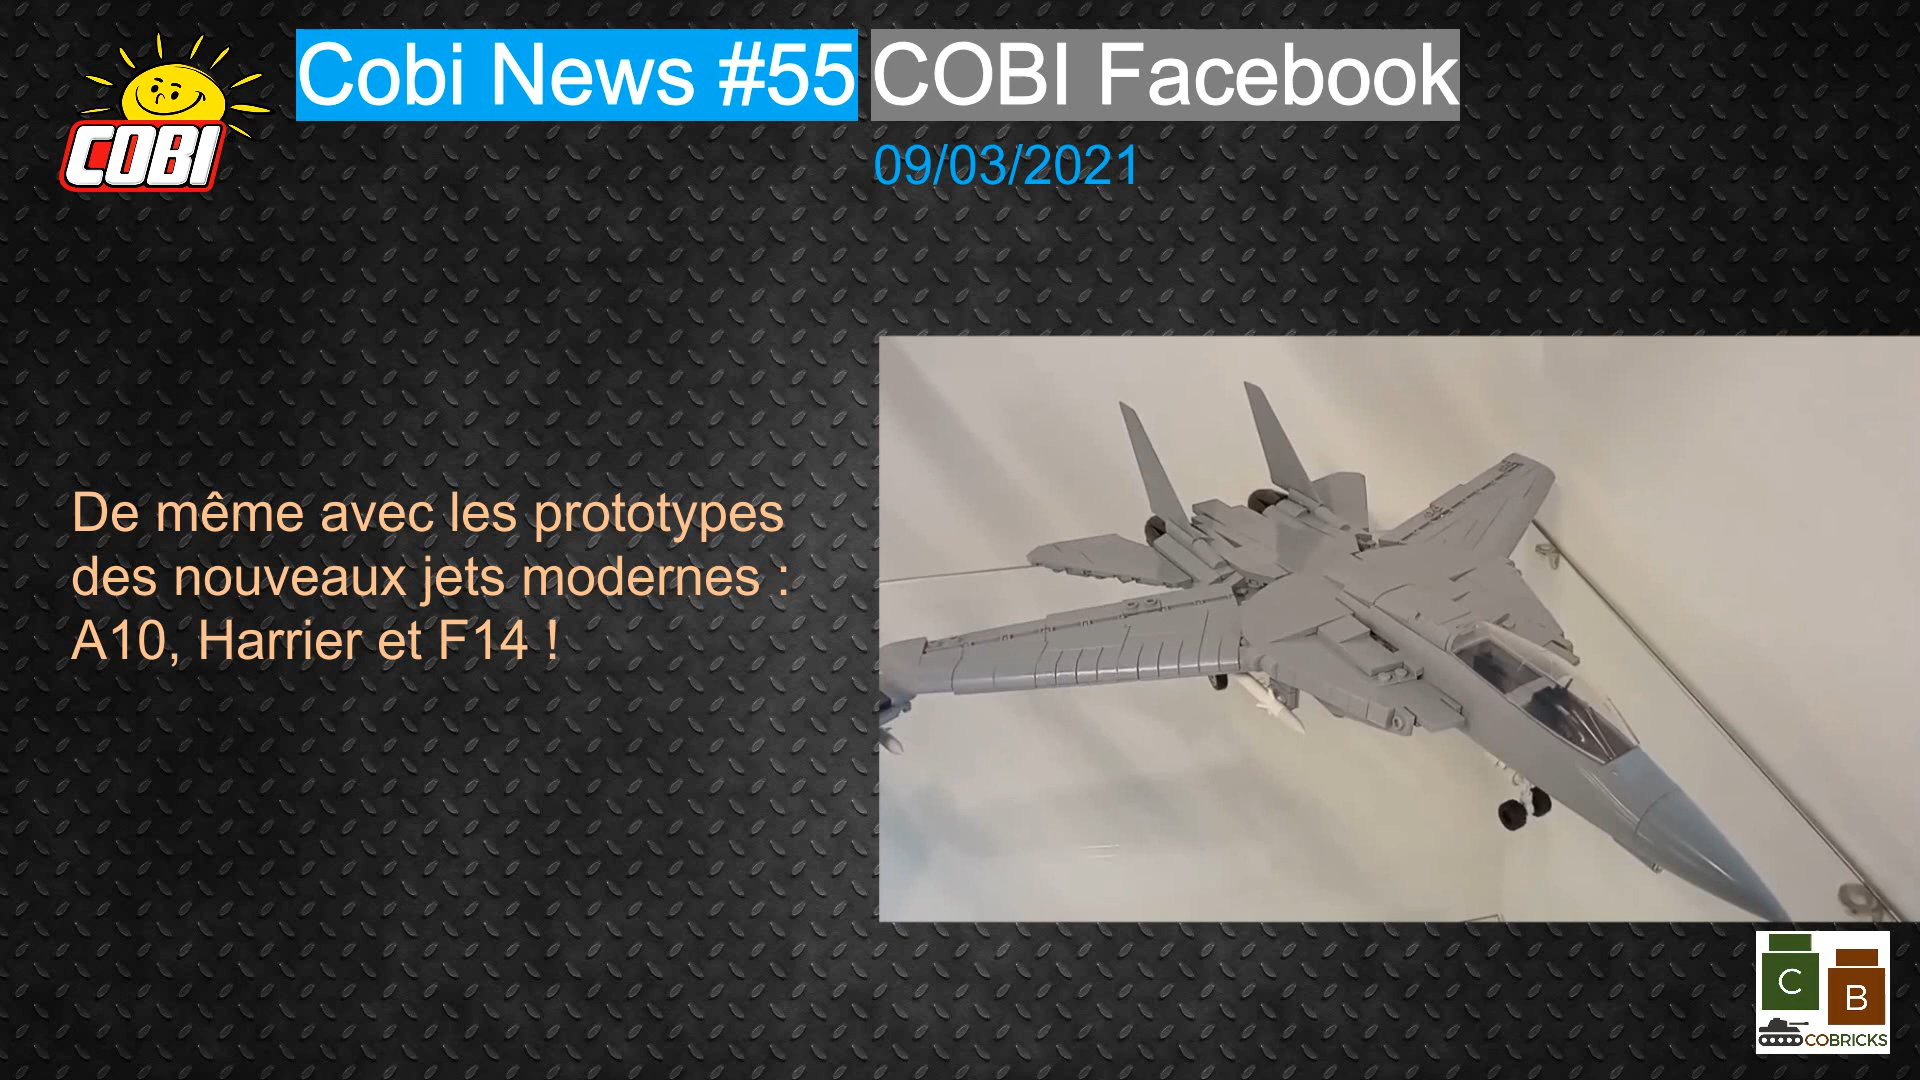 Cobi News #55 COBI Facebook
09/03/2021
COBI
De même avec les prototypes
des nouveaux jets modernes :
A10, Harrier et F14 !
C
B
COBRICKS